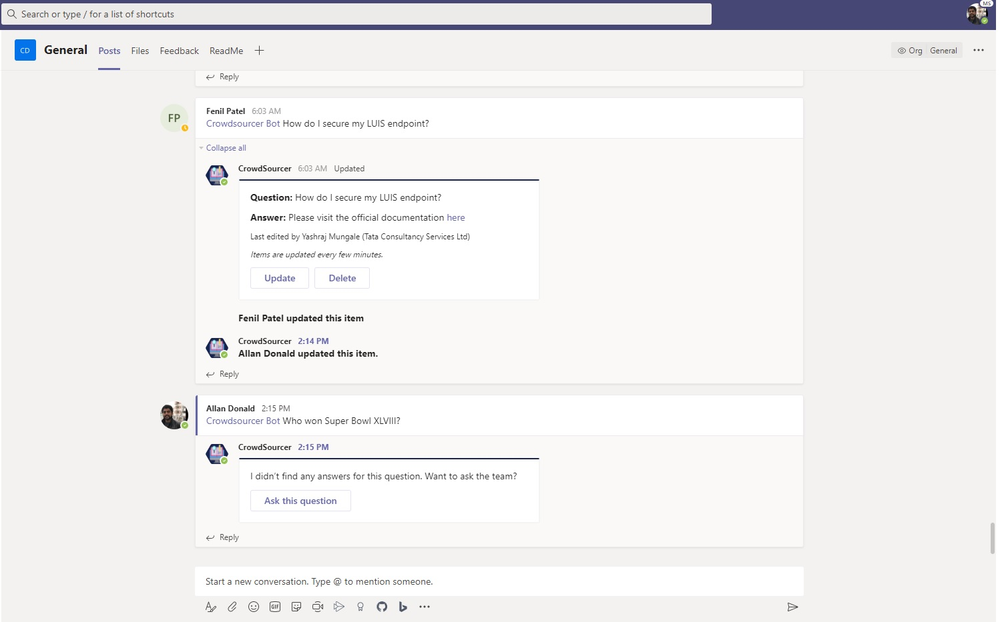 Search or type / for a list of shortcuts
MS
CD
General
Posts
Files
Feedback
ReadMe
Org
General
Reply
FP
Fenil Patel 6:03 AM
Crowdsourcer Bot How do I secure my LUIS endpoint?
Collapse all
CrowdSourcer 6:03 AM Updated
Question: How do I secure my LUIS endpoint?
Answer: Please visit the official documentation here
Last edited by Yashraj Mungale (Tata Consultancy Services Ltd)
Items are updated every few minutes.
Update
Delete
Fenil Patel updated this item
CrowdSourcer 2:14 PM
Allan Donald updated this item.
Reply
Allan Donald 2:15 PM
Crowdsourcer Bot Who won Super Bowl XLVIII?
CrowdSourcer 2:15 PM
I didn't find any answers for this question. Want to ask the team?
Ask this question
Reply
Start a new conversation. Type @ to mention someone.
GIF